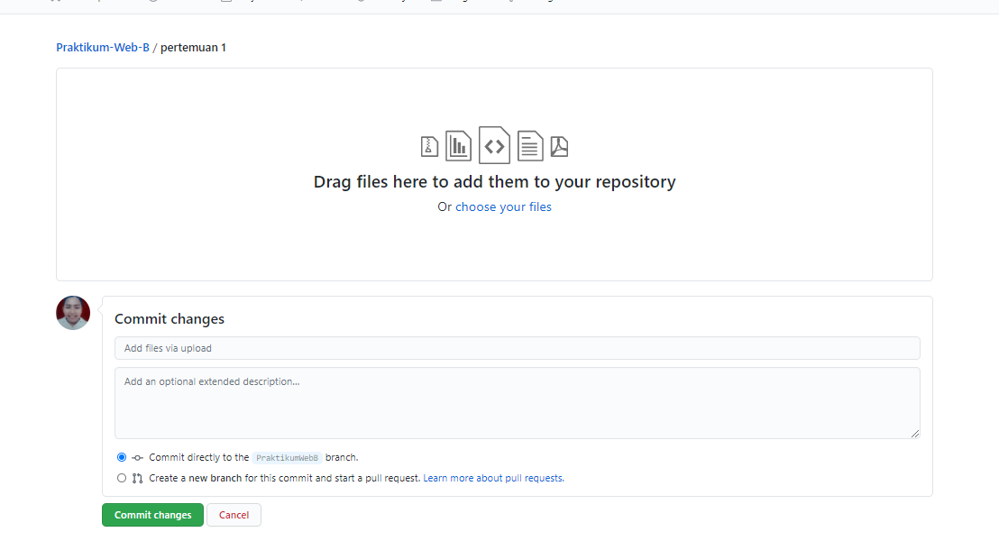 Praktikum-Web-B / pertemuan 1
Drag files here to add them to your repository
Or choose your files
Commit changes
Add files via upload
Add an optional extended description...
Commit directly to the PraktikumWebB branch.
Create a new branch for this commit and start a pull request. Learn more about pull requests.
Commit changes Cancel